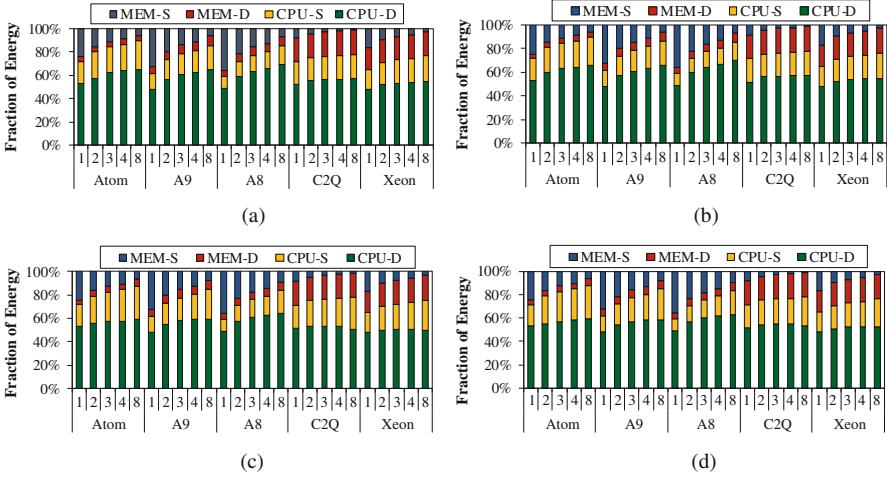 MEM-S MEM-D CPU-S CPU-D
Fraction of Energy
100%
80%
60%
40%
20%
0%
1 2 3 4 8 1 2 3 4 8 1 2 3 4 8 1 2 3 4 8 1 2 3 4 8
Atom A9 A8 C2Q Xeon
(a)
MEM-S MEM-D CPU-S CPU-D
Fraction of Energy
100%
80%
60%
40%
20%
0%
1 2 3 4 8 1 2 3 4 8 1 2 3 4 8 1 2 3 4 8 1 2 3 4 8
Atom A9 A8 C2Q Xeon
(b)
MEM-S MEM-D CPU-S CPU-D
Fraction of Energy
100%
80%
60%
40%
20%
0%
1 2 3 4 8 1 2 3 4 8 1 2 3 4 8 1 2 3 4 8 1 2 3 4 8
Atom A9 A8 C2Q Xeon
(c)
MEM-S MEM-D CPU-S CPU-D
Fraction of Energy
100%
80%
60%
40%
20%
0%
1 2 3 4 8 1 2 3 4 8 1 2 3 4 8 1 2 3 4 8 1 2 3 4 8
Atom A9 A8 C2Q Xeon
(d)